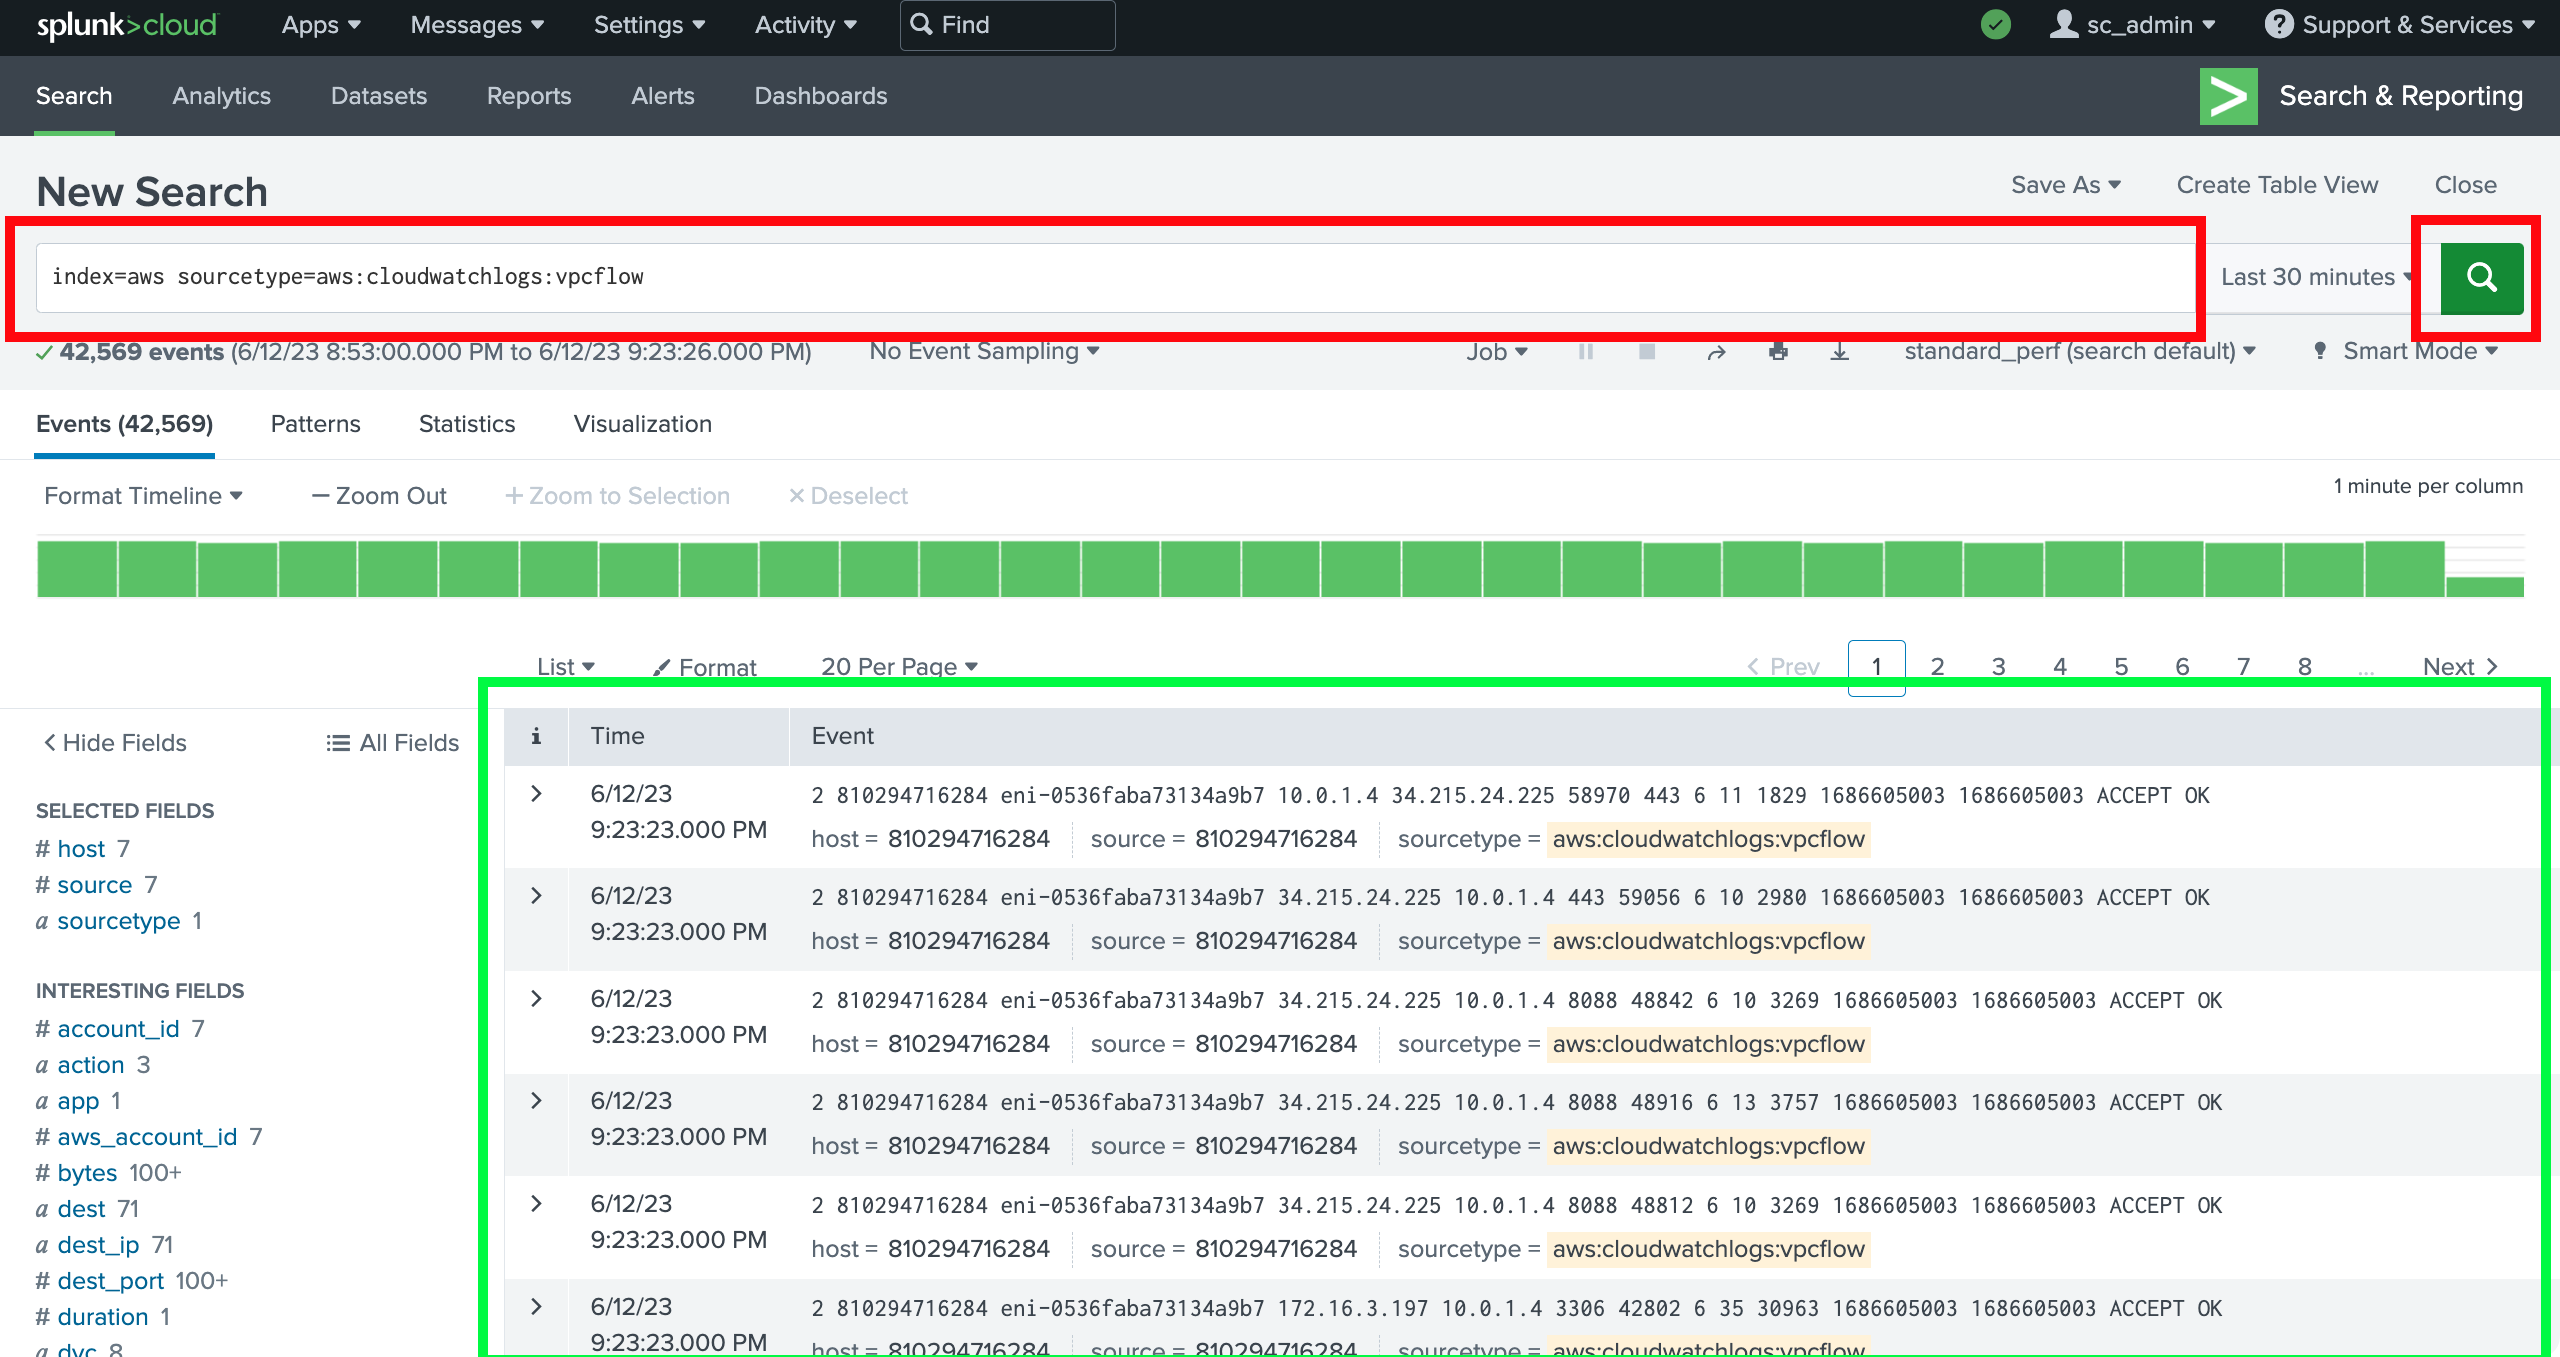 splunk>cloud Apps Messages Settings Activity Find sc_admin ? Support & Services
Search Analytics Datasets Reports Alerts Dashboards > Search & Reporting
New Search Save As Create Table View Close
index=aws sourcetype=aws:cloudwatchlogs:vpcflow Last 30 minutes
42,569 events (6/12/23 8:53:00.000 PM to 6/12/23 9:23:26.000 PM) No Event Sampling Job standard_perf (search default) Smart Mode
Events (42,569) Patterns Statistics Visualization
Format Timeline — Zoom Out + Zoom to Selection × Deselect 1 minute per column
List Format 20 Per Page < Prev 1 2 3 4 5 6 7 8 ... Next >
< Hide Fields All Fields
SELECTED FIELDS
# host 7
# source 7
a sourcetype 1
INTERESTING FIELDS
# account_id 7
a action 3
a app 1
# aws_account_id 7
# bytes 100+
a dest 71
a dest_ip 71
# dest_port 100+
# duration 1
a dvc 8
i Time Event
> 6/12/23 2 810294716284 eni-0536faba73134a9b7 10.0.1.4 34.215.24.225 58970 443 6 11 1829 1686605003 1686605003 ACCEPT OK
9:23:23.000 PM host = 810294716284 source = 810294716284 sourcetype = aws:cloudwatchlogs:vpcflow
> 6/12/23 2 810294716284 eni-0536faba73134a9b7 34.215.24.225 10.0.1.4 443 59056 6 10 2980 1686605003 1686605003 ACCEPT OK
9:23:23.000 PM host = 810294716284 source = 810294716284 sourcetype = aws:cloudwatchlogs:vpcflow
> 6/12/23 2 810294716284 eni-0536faba73134a9b7 34.215.24.225 10.0.1.4 8088 48842 6 10 3269 1686605003 1686605003 ACCEPT OK
9:23:23.000 PM host = 810294716284 source = 810294716284 sourcetype = aws:cloudwatchlogs:vpcflow
> 6/12/23 2 810294716284 eni-0536faba73134a9b7 34.215.24.225 10.0.1.4 8088 48916 6 13 3757 1686605003 1686605003 ACCEPT OK
9:23:23.000 PM host = 810294716284 source = 810294716284 sourcetype = aws:cloudwatchlogs:vpcflow
> 6/12/23 2 810294716284 eni-0536faba73134a9b7 34.215.24.225 10.0.1.4 8088 48812 6 10 3269 1686605003 1686605003 ACCEPT OK
9:23:23.000 PM host = 810294716284 source = 810294716284 sourcetype = aws:cloudwatchlogs:vpcflow
> 6/12/23 2 810294716284 eni-0536faba73134a9b7 172.16.3.197 10.0.1.4 3306 42802 6 35 30963 1686605003 1686605003 ACCEPT OK
9:23:23.000 PM host = 810294716284 source = 810294716284 sourcetype = aws:cloudwatchlogs:vpcflow